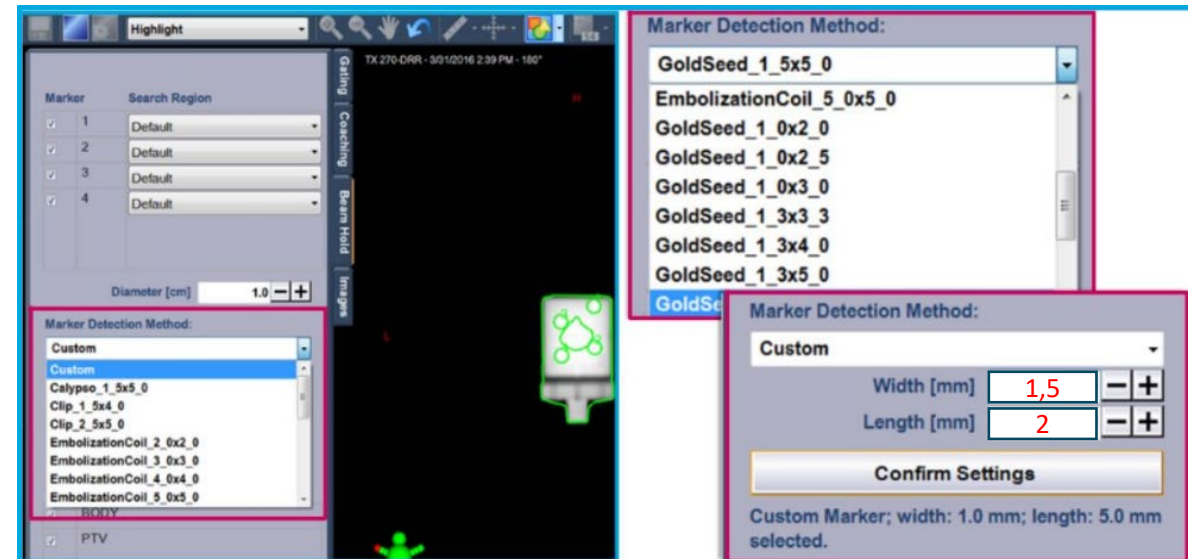 Highlight
TX 270-DRR - 3/31/2016 2:39 PM - 180°
H
L
Gating
Coaching
Beam Hold
Images
Marker Search Region
1 Default
2 Default
3 Default
4 Default
Diameter [cm] 1.0
Marker Detection Method:
Custom
Custom
Calypso_1_5x5_0
Clip_1_5x4_0
Clip_2_5x5_0
EmbolizationCoil_2_0x2_0
EmbolizationCoil_3_0x3_0
EmbolizationCoil_4_0x4_0
EmbolizationCoil_5_0x5_0
BODY
PTV
Marker Detection Method:
GoldSeed_1_5x5_0
EmbolizationCoil_5_0x5_0
GoldSeed_1_0x2_0
GoldSeed_1_0x2_5
GoldSeed_1_0x3_0
GoldSeed_1_3x3_3
GoldSeed_1_3x4_0
GoldSeed_1_3x5_0
Marker Detection Method:
Custom
Width [mm] 1,5
Length [mm] 2
Confirm Settings
Custom Marker; width: 1.0 mm; length: 5.0 mm
selected.